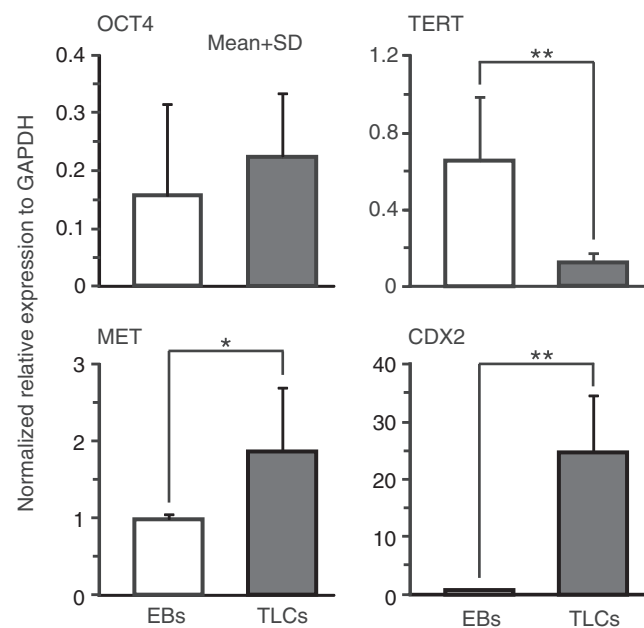 OCT4
Mean+SD
TERT
Normalized relative expression to GAPDH
0.4
0.3
0.2
0.1
0
1.2
0.8
0.4
0
**
MET
CDX2
3
2
1
0
*
40
30
20
10
0
**
EBs
TLCs
EBs
TLCs